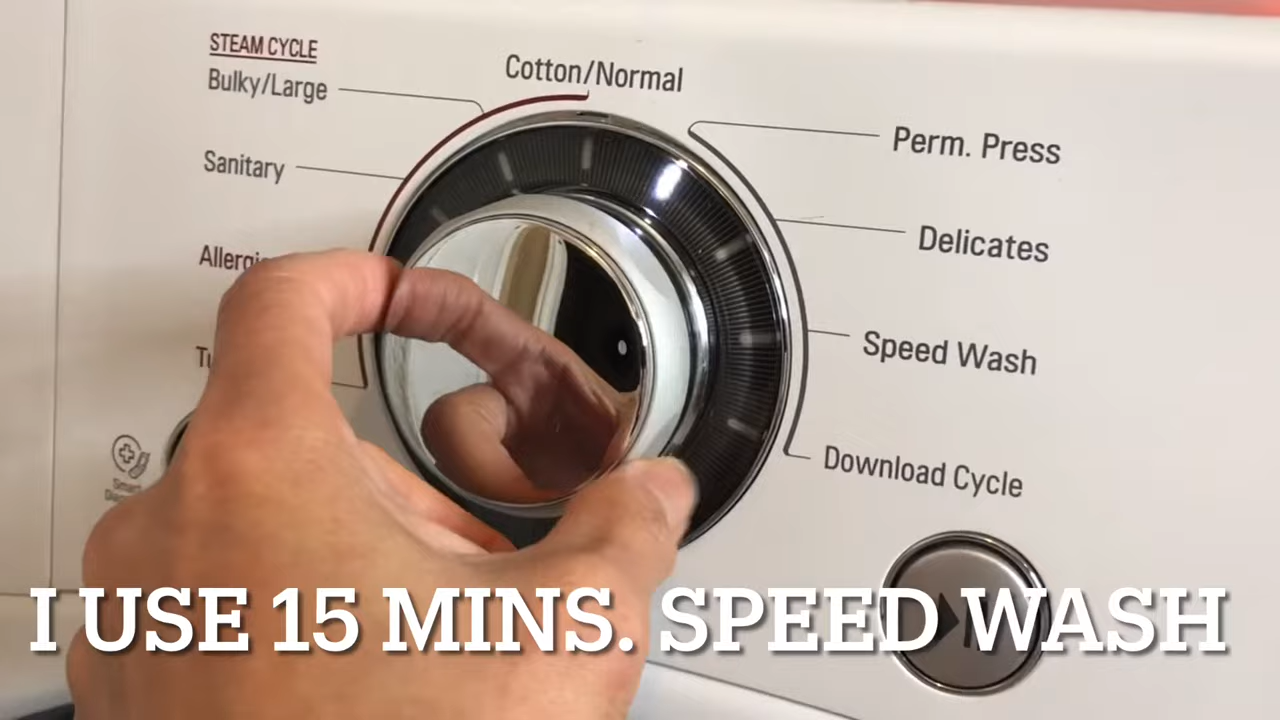 STEAM CYCLE
Bulky/Large
Cotton/Normal
Perm. Press
Sanitary
Delicates
Speed Wash
Download Cycle
I USE 15 MINS. SPEED WASH